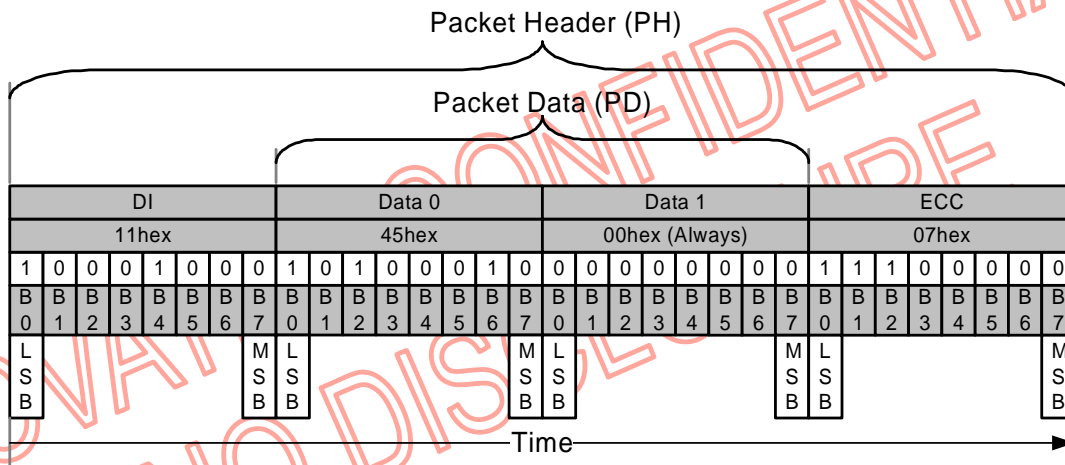 Packet Header (PH)
Packet Data (PD)
DI Data 0 Data 1 ECC
11hex 45hex 00hex (Always) 07hex
1 0 0 0 1 0 0 0 1 0 1 0 0 0 1 0 0 0 0 0 0 0 0 0 1 1 1 0 0 0 0 0
B0 B1 B2 B3 B4 B5 B6 B7 B0 B1 B2 B3 B4 B5 B6 B7 B0 B1 B2 B3 B4 B5 B6 B7 B0 B1 B2 B3 B4 B5 B6 B7
LSB MSB LSB MSB LSB MSB LSB MSB
Time